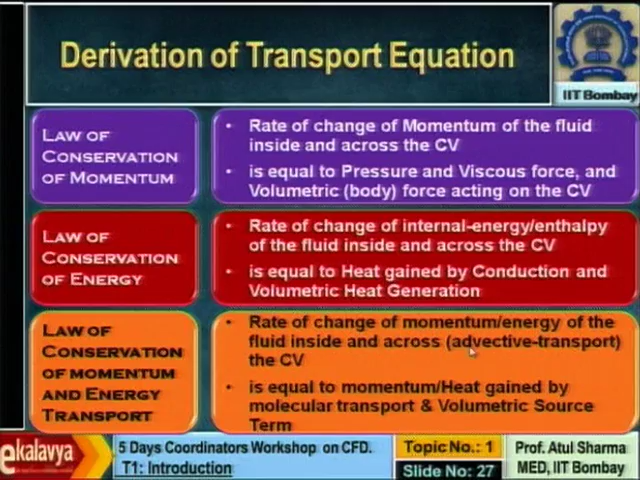 Derivation of Transport Equation
IIT Bombay
LAW OF
CONSERVATION
OF MOMENTUM
• Rate of change of Momentum of the fluid
inside and across the CV
• is equal to Pressure and Viscous force, and
Volumetric (body) force acting on the CV
LAW OF
CONSERVATION
OF ENERGY
• Rate of change of internal-energy/enthalpy
of the fluid inside and across the CV
• is equal to Heat gained by Conduction and
Volumetric Heat Generation
LAW OF
CONSERVATION
OF MOMENTUM
AND ENERGY
TRANSPORT
• Rate of change of momentum/energy of the
fluid inside and across (advective-transport)
the CV
• is equal to momentum/Heat gained by
molecular transport & Volumetric Source
Term
ekalavya
5 Days Coordinators Workshop on CFD.
T1: Introduction
Topic No.: 1
Slide No: 27
Prof. Atul Sharma
MED, IIT Bombay